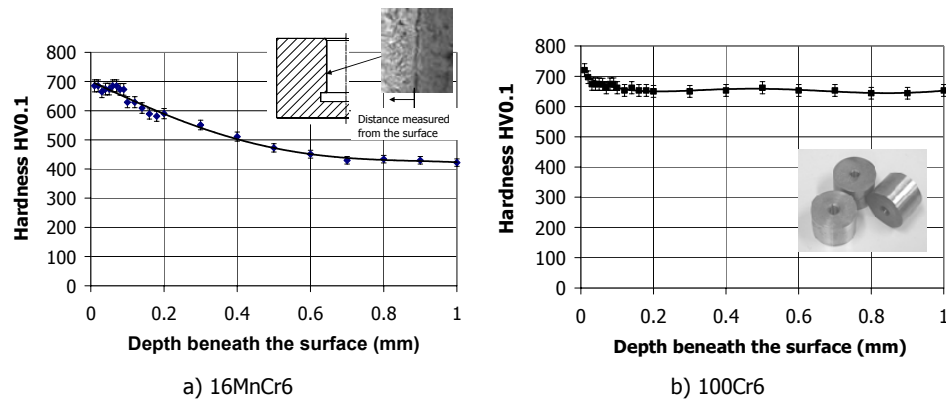 Hardness HV0.1
800
700
600
500
400
300
200
100
0
0 0.2 0.4 0.6 0.8 1
Depth beneath the surface (mm)
Distance measured
from the surface
a) 16MnCr6
Hardness HV0.1
800
700
600
500
400
300
200
100
0
0 0.2 0.4 0.6 0.8 1
Depth beneath the surface (mm)
b) 100Cr6